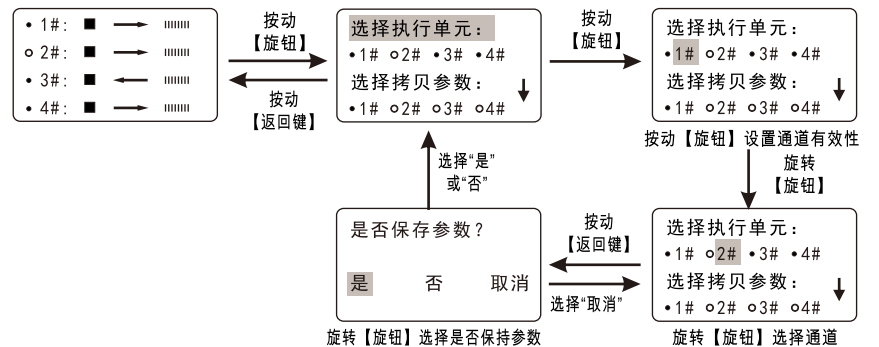 • 1#: ■ → ||||||||
○ 2#: ■ → ||||||||
• 3#: ■ ← ||||||||
• 4#: ■ → ||||||||
按动
【旋钮】
按动
【返回键】
选择执行单元：
•1# ○2# •3# •4#
选择拷贝参数：
•1# ○2# ○3# ○4#
按动
【旋钮】
选择执行单元：
•1# ○2# •3# •4#
选择拷贝参数：
•1# ○2# ○3# ○4#
按动【旋钮】设置通道有效性
旋转
【旋钮】
选择执行单元：
•1# ○2# •3# •4#
选择拷贝参数：
•1# ○2# ○3# ○4#
旋转【旋钮】选择通道
按动
【返回键】
选择“取消”
是否保存参数？
是 否 取消
旋转【旋钮】选择是否保持参数
选择“是”
或“否”